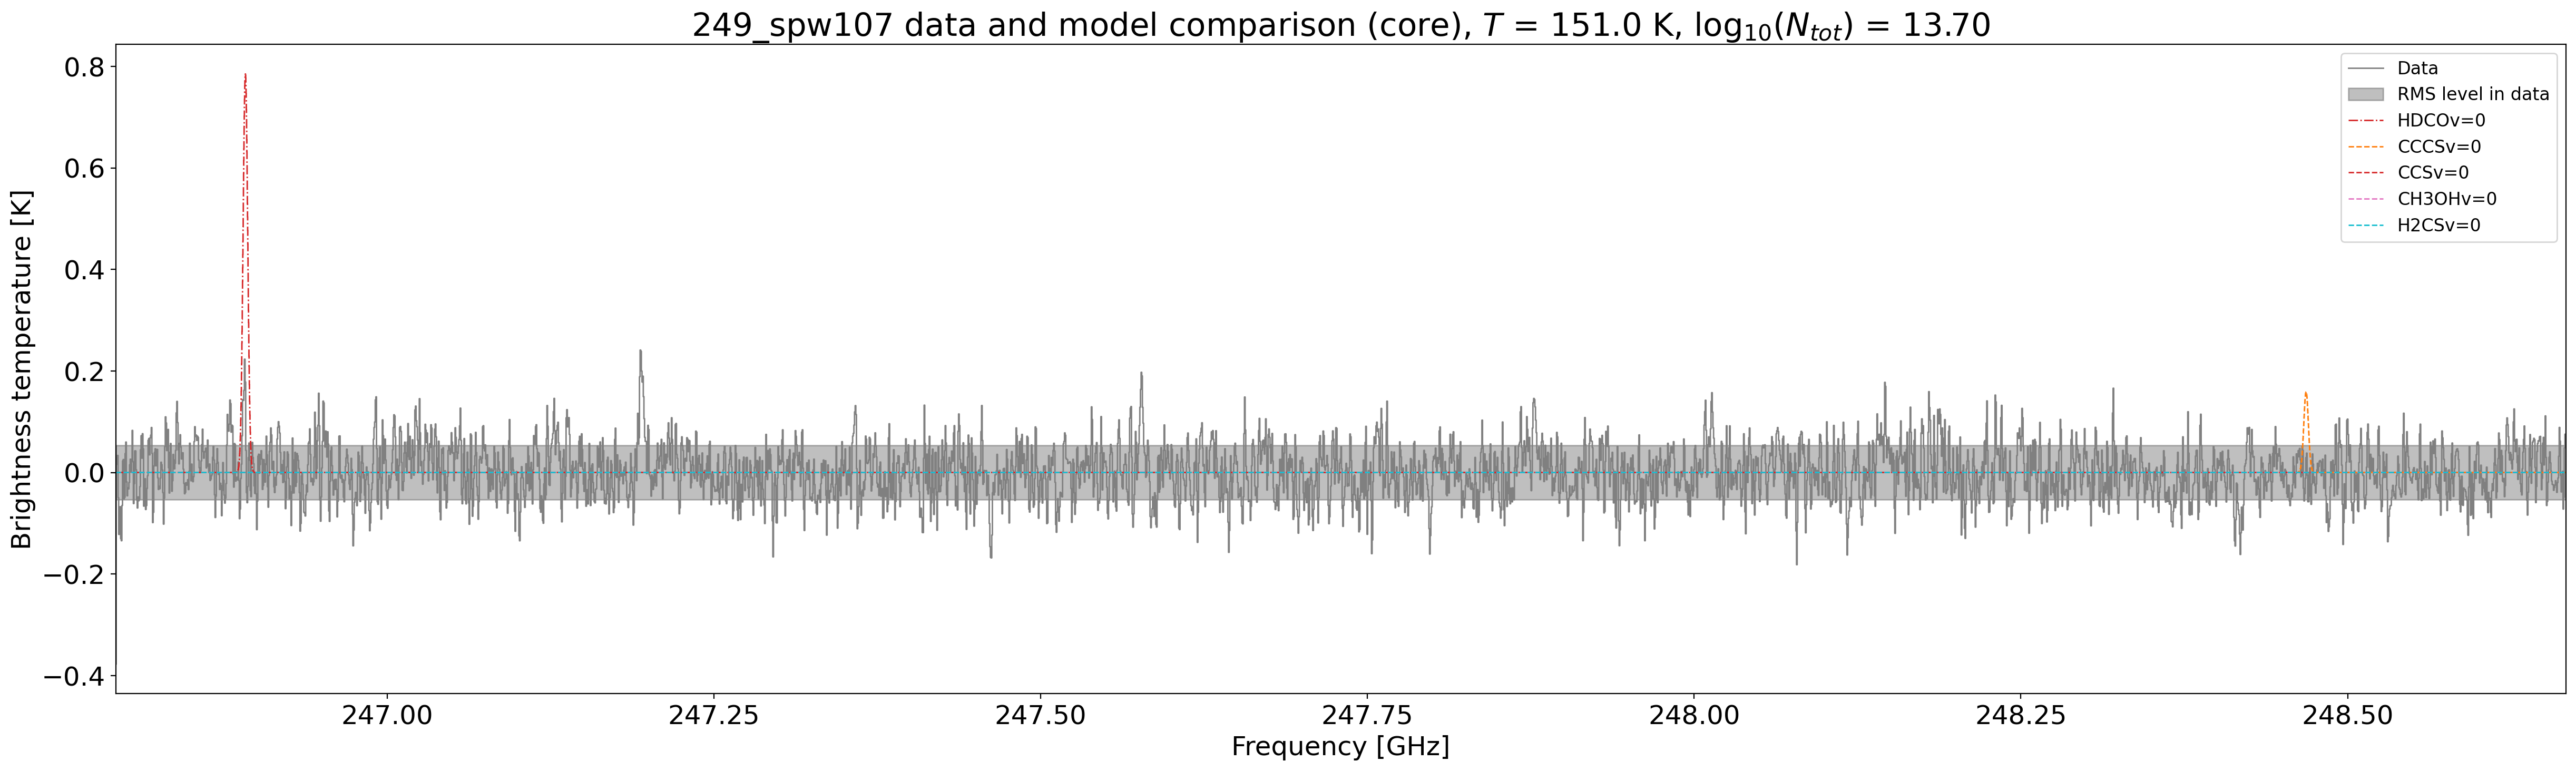 249_spw107 data and model comparison (core), T = 151.0 K, log₁₀(Nₜₒₜ) = 13.70
Brightness temperature [K]
0.8
0.6
0.4
0.2
0.0
−0.2
−0.4
Data
RMS level in data
HDCOv=0
CCCSv=0
CCSv=0
CH3OHv=0
H2CSv=0
247.00 247.25 247.50 247.75 248.00 248.25 248.50
Frequency [GHz]